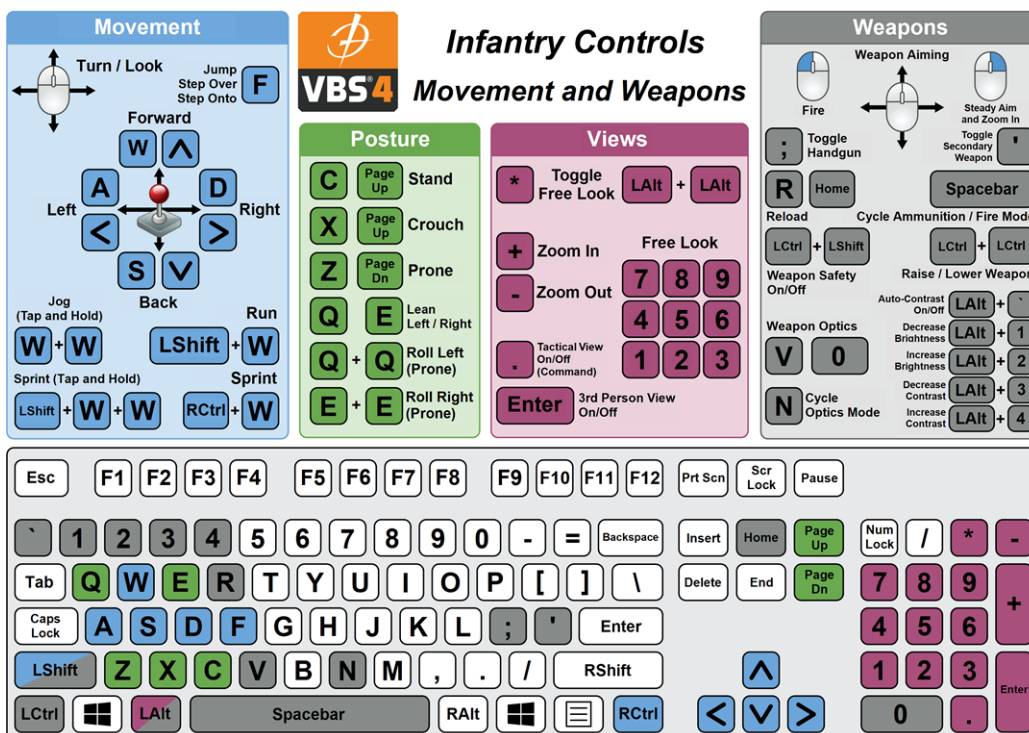 Movement
Turn / Look
Jump
Step Over
Step Onto
F
Forward
W ∧
A D
Left Right
< >
S ∨
Back
Jog
(Tap and Hold)
W + W
Run
LShift + W
Sprint (Tap and Hold)
LShift + W + W
Sprint
RCtrl + W
VBS®4
Infantry Controls
Movement and Weapons
Posture
C Page Up Stand
X Page Up Crouch
Z Page Dn Prone
Q E Lean
Left / Right
Q + Q Roll Left
(Prone)
E + E Roll Right
(Prone)
Views
* Toggle
Free Look
LAlt + LAlt
+ Zoom In
- Zoom Out
Free Look
7 8 9
4 5 6
1 2 3
. Tactical View
On/Off
(Command)
Enter 3rd Person View
On/Off
Weapons
Weapon Aiming
Fire
Steady Aim
and Zoom In
; Toggle
Handgun
Toggle
Secondary
Weapon
'
R Home
Reload
Spacebar
Cycle Ammunition / Fire Mode
LCtrl + LShift
Weapon Safety
On/Off
LCtrl + LCtrl
Raise / Lower Weapon
Weapon Optics
V 0
N Cycle
Optics Mode
Auto-Contrast
On/Off
LAlt + `
Decrease
Brightness
LAlt + 1
Increase
Brightness
LAlt + 2
Decrease
Contrast
LAlt + 3
Increase
Contrast
LAlt + 4
Esc F1 F2 F3 F4 F5 F6 F7 F8 F9 F10 F11 F12 Prt Scn Scr Lock Pause
` 1 2 3 4 5 6 7 8 9 0 - = Backspace Insert Home Page Up Num Lock / * -
Tab Q W E R T Y U I O P [ ] \ Delete End Page Dn 7 8 9 +
Caps Lock A S D F G H J K L ; ' Enter 4 5 6
LShift Z X C V B N M , . / RShift ∧ 1 2 3 Enter
LCtrl LAlt Spacebar RAlt RCtrl < ∨ > 0 .